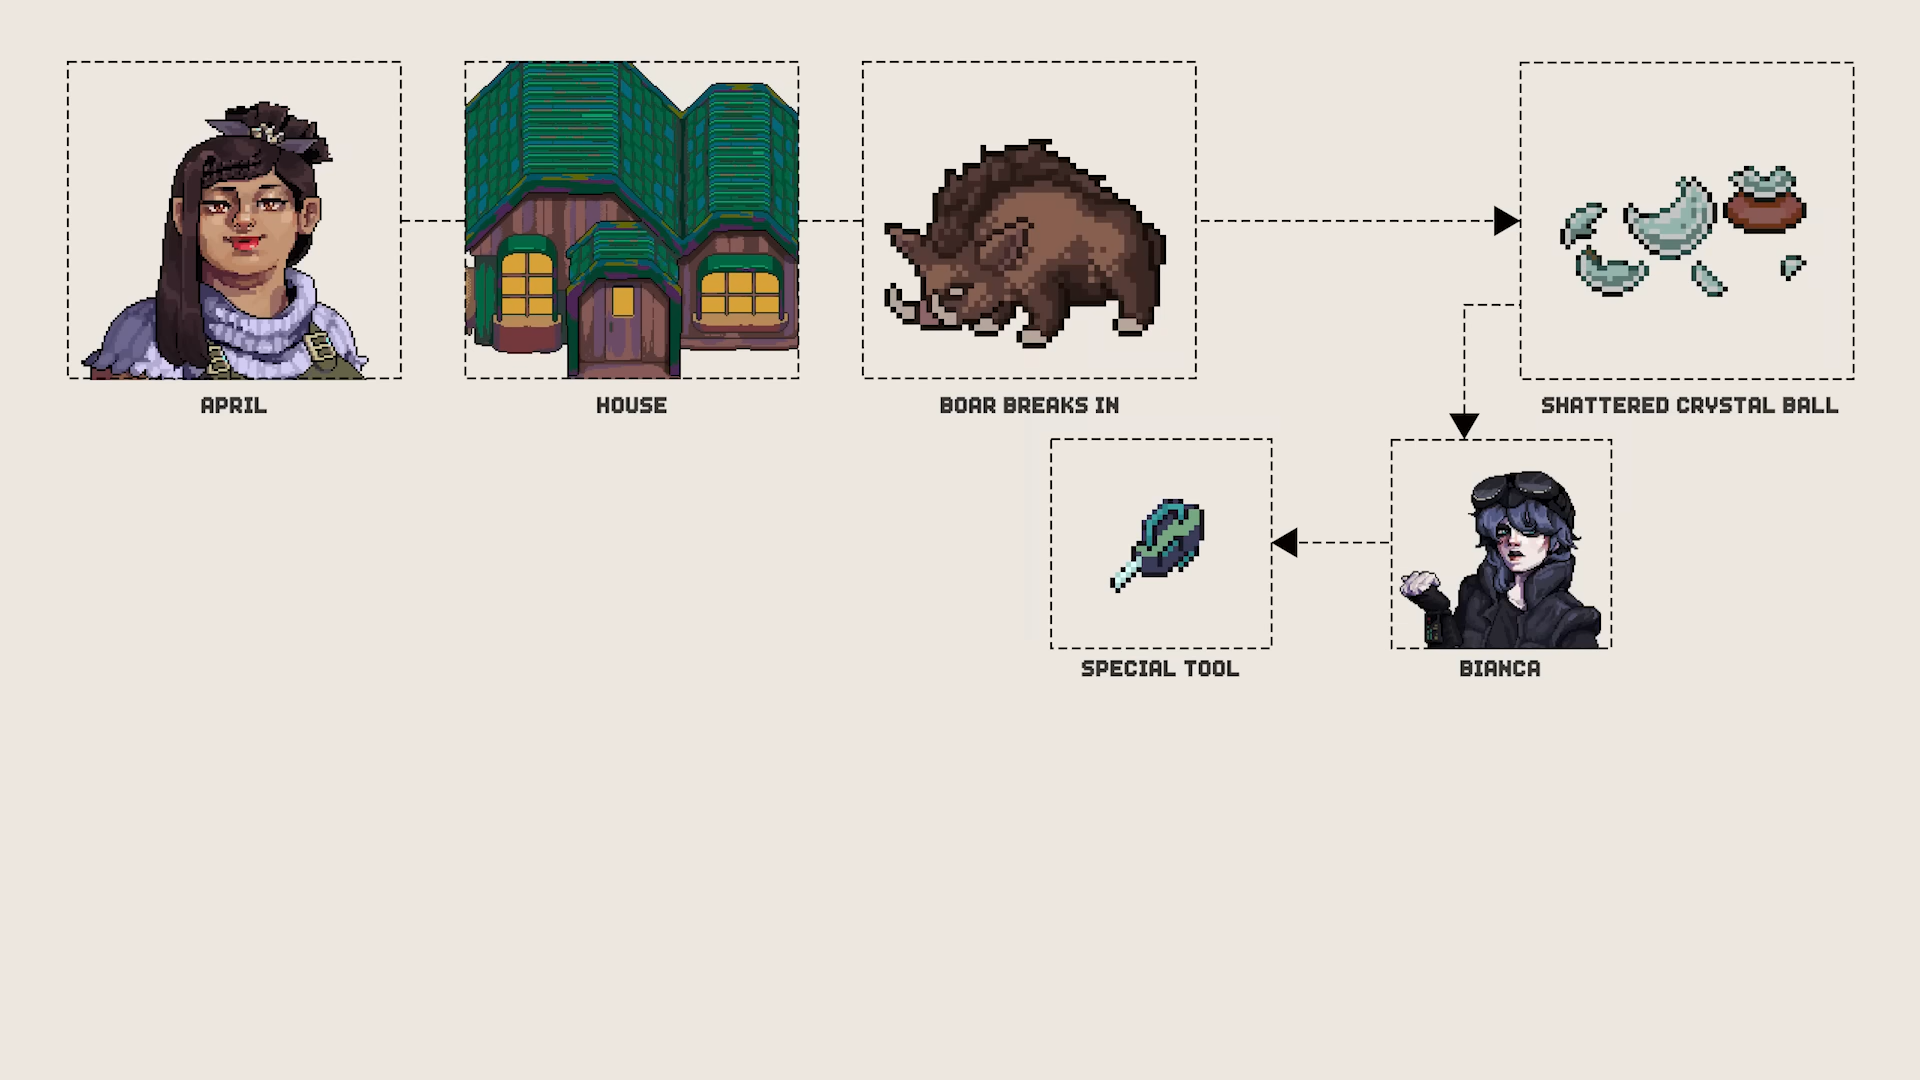 APRIL
HOUSE
BOAR BREAKS IN
SHATTERED CRYSTAL BALL
SPECIAL TOOL
BIANCA